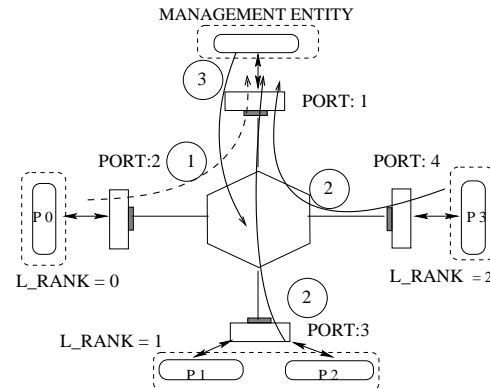 MANAGEMENT ENTITY
3
PORT: 1
PORT:2
1
PORT: 4
2
P 0
P 3
L_RANK = 0
L_RANK = 2
2
L_RANK = 1
PORT:3
P 1
P 2